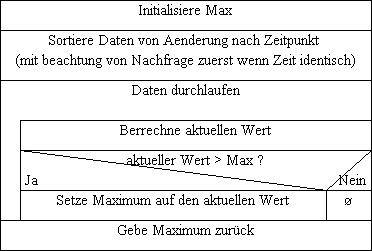 Initialisiere Max
Sortiere Daten von Aenderung nach Zeitpunkt
(mit beachtung von Nachfrage zuerst wenn Zeit identisch)
Daten durchlaufen
Berrechne aktuellen Wert
aktueller Wert > Max ?
Ja
Nein
Setze Maximum auf den aktuellen Wert
ø
Gebe Maximum zurück